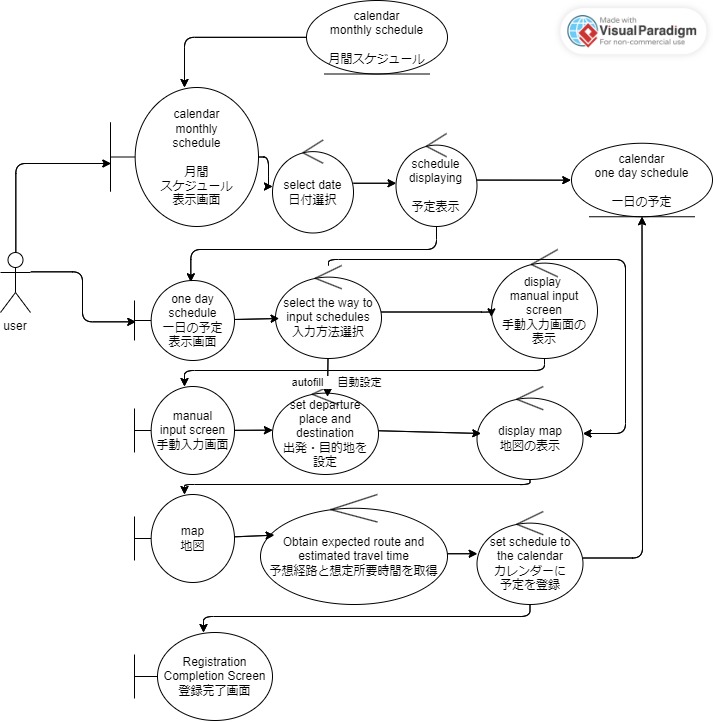 Made with
VisualParadigm
For non-commercial use
calendar
monthly schedule
月間スケジュール
calendar
monthly
schedule
月間
スケジュール
表示画面
select date
日付選択
schedule
displaying
予定表示
calendar
one day schedule
一日の予定
user
one day
schedule
一日の予定
表示画面
select the way to
input schedules
入力方法選択
display
manual input
screen
手動入力画面の
表示
autofill 自動設定
manual
input screen
手動入力画面
set departure
place and
destination
出発・目的地を
設定
display map
地図の表示
map
地図
Obtain expected route and
estimated travel time
予想経路と想定所要時間を取得
set schedule to
the calendar
カレンダーに
予定を登録
Registration
Completion Screen
登録完了画面